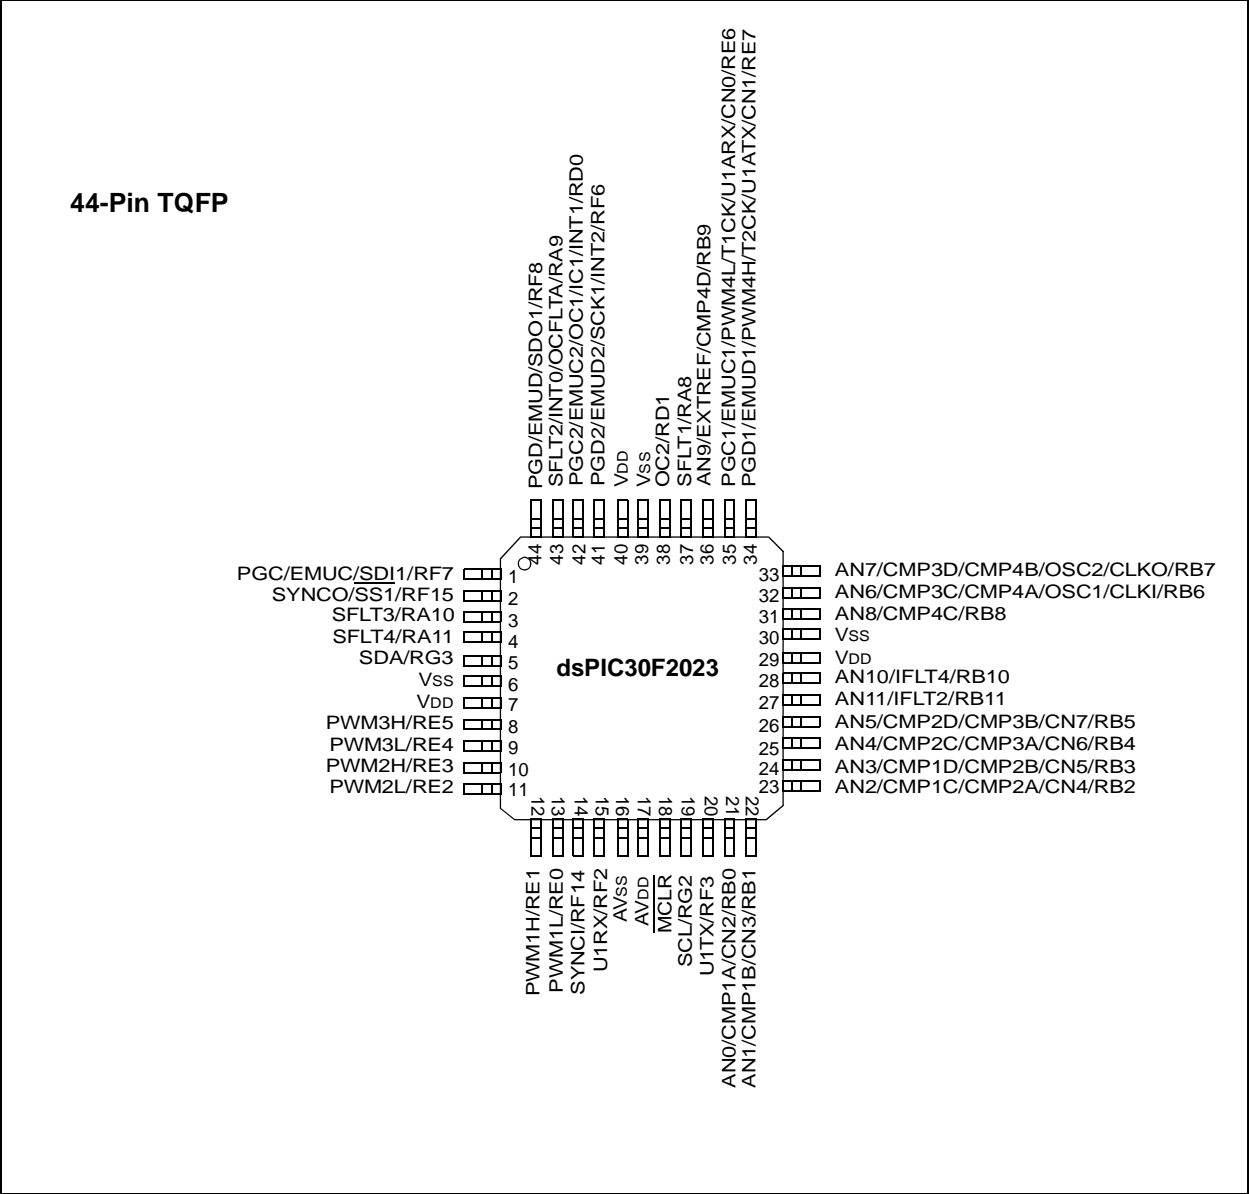 44-Pin TQFP
PGD/EMUD/SDO1/RF8
SFLT2/INT0/OCFLTA/RA9
PGC2/EMUC2/OC1/IC1/INT1/RD0
PGD2/EMUD2/SCK1/INT2/RF6
VDD
VSS
OC2/RD1
SFLT1/RA8
AN9/EXTREF/CMP4D/RB9
PGC1/EMUC1/PWM4L/T1CK/U1ARX/CN0/RE6
PGD1/EMUD1/PWM4H/T2CK/U1ATX/CN1/RE7
44
43
42
41
40
39
38
37
36
35
34
PGC/EMUC/SDI1/RF7 1
SYNCO/SS1/RF15 2
SFLT3/RA10 3
SFLT4/RA11 4
SDA/RG3 5
VSS 6
VDD 7
PWM3H/RE5 8
PWM3L/RE4 9
PWM2H/RE3 10
PWM2L/RE2 11
dsPIC30F2023
33 AN7/CMP3D/CMP4B/OSC2/CLKO/RB7
32 AN6/CMP3C/CMP4A/OSC1/CLKI/RB6
31 AN8/CMP4C/RB8
30 VSS
29 VDD
28 AN10/IFLT4/RB10
27 AN11/IFLT2/RB11
26 AN5/CMP2D/CMP3B/CN7/RB5
25 AN4/CMP2C/CMP3A/CN6/RB4
24 AN3/CMP1D/CMP2B/CN5/RB3
23 AN2/CMP1C/CMP2A/CN4/RB2
12
13
14
15
16
17
18
19
20
21
22
PWM1H/RE1
PWM1L/RE0
SYNCI/RF14
U1RX/RF2
AVSS
AVDD
MCLR
SCL/RG2
U1TX/RF3
AN0/CMP1A/CN2/RB0
AN1/CMP1B/CN3/RB1